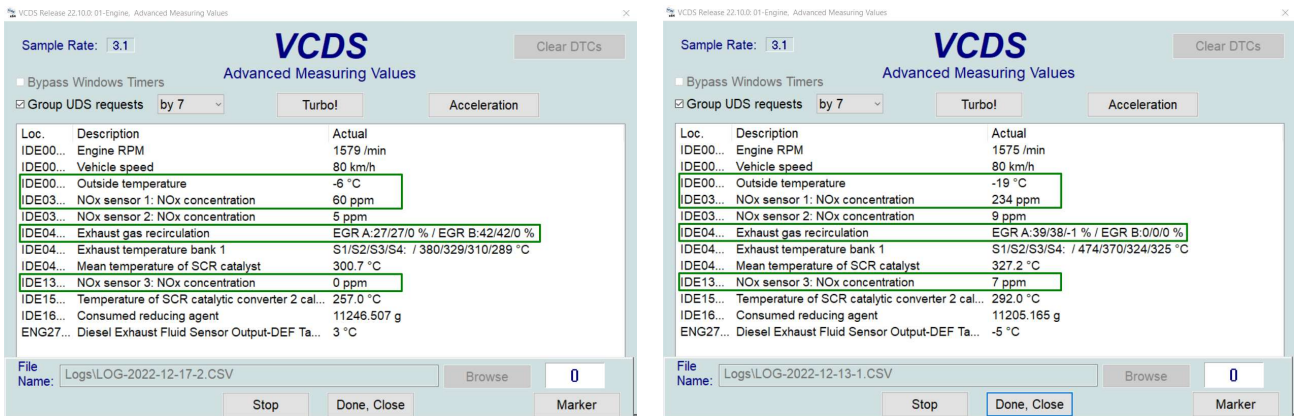 VCDS Release 22.10.0: 01-Engine, Advanced Measuring Values
Sample Rate: 3.1
VCDS
Clear DTCs
Bypass Windows Timers
Advanced Measuring Values
Group UDS requests by 7
Turbo!
Acceleration
Loc. Description Actual
IDE00... Engine RPM 1579 /min
IDE00... Vehicle speed 80 km/h
IDE00... Outside temperature -6 °C
IDE03... NOx sensor 1: NOx concentration 60 ppm
IDE03... NOx sensor 2: NOx concentration 5 ppm
IDE04... Exhaust gas recirculation EGR A:27/27/0 % / EGR B:42/42/0 %
IDE04... Exhaust temperature bank 1 S1/S2/S3/S4: / 380/329/310/289 °C
IDE04... Mean temperature of SCR catalyst 300.7 °C
IDE13... NOx sensor 3: NOx concentration 0 ppm
IDE15... Temperature of SCR catalytic converter 2 cal... 257.0 °C
IDE16... Consumed reducing agent 11246.507 g
ENG27... Diesel Exhaust Fluid Sensor Output-DEF Ta... 3 °C
File Name: Logs\LOG-2022-12-17-2.CSV
Browse
0
Stop
Done, Close
Marker
VCDS Release 22.10.0: 01-Engine, Advanced Measuring Values
Sample Rate: 3.1
VCDS
Clear DTCs
Bypass Windows Timers
Advanced Measuring Values
Group UDS requests by 7
Turbo!
Acceleration
Loc. Description Actual
IDE00... Engine RPM 1575 /min
IDE00... Vehicle speed 80 km/h
IDE00... Outside temperature -19 °C
IDE03... NOx sensor 1: NOx concentration 234 ppm
IDE03... NOx sensor 2: NOx concentration 9 ppm
IDE04... Exhaust gas recirculation EGR A:39/38/-1 % / EGR B:0/0/0 %
IDE04... Exhaust temperature bank 1 S1/S2/S3/S4: / 474/370/324/325 °C
IDE04... Mean temperature of SCR catalyst 327.2 °C
IDE13... NOx sensor 3: NOx concentration 7 ppm
IDE15... Temperature of SCR catalytic converter 2 cal... 292.0 °C
IDE16... Consumed reducing agent 11205.165 g
ENG27... Diesel Exhaust Fluid Sensor Output-DEF Ta... -5 °C
File Name: Logs\LOG-2022-12-13-1.CSV
Browse
0
Stop
Done, Close
Marker